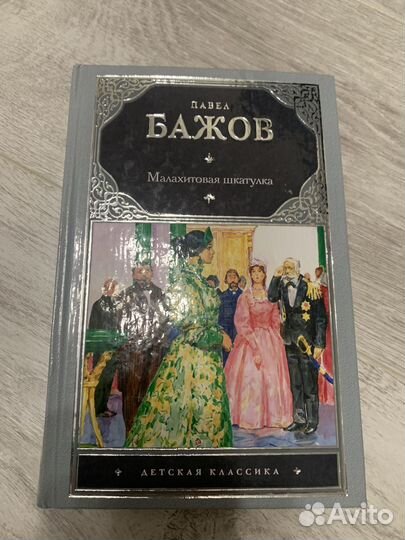 ПАВЕЛ
БАЖОВ
Малахитовая шкатулка
ДЕТСКАЯ КЛАССИКА
Avito